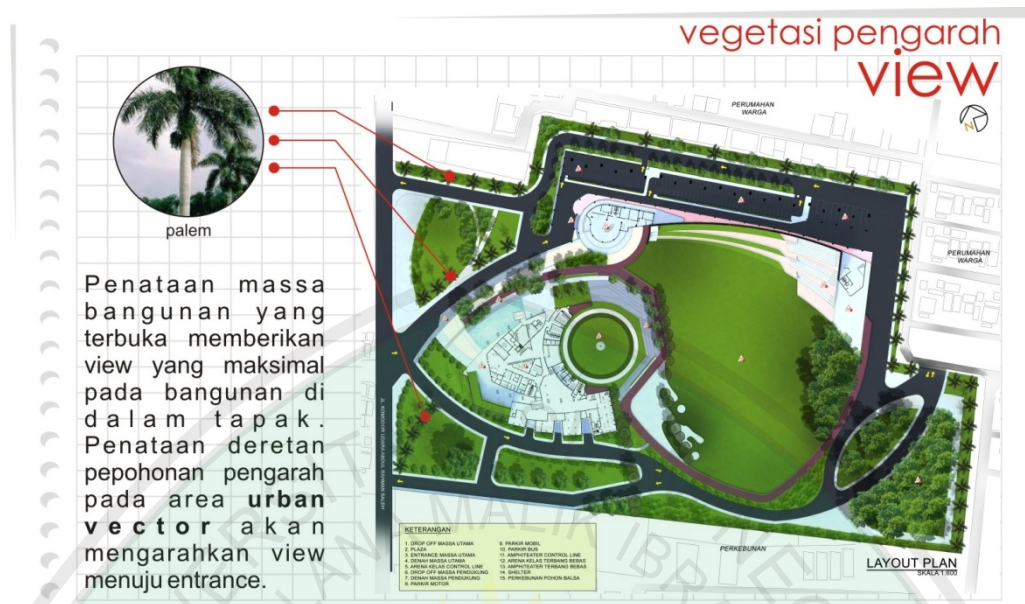 vegetasi pengarah
view
palem
Penataan massa
bangunan yang
terbuka memberikan
view yang maksimal
pada bangunan di
dalam tapak.
Penataan deretan
pepohonan pengarah
pada area urban
vector akan
mengarahkan view
menuju entrance.
PERUMAHAN
WARGA
N
PERUMAHAN
WARGA
PERKEBUNAN
LAYOUT PLAN
SKALA 1:600
KETERANGAN
1. DROP OFF MASSA UTAMA
2. PLAZA
3. ENTRANCE MASSA UTAMA
4. DENAH MASSA UTAMA
5. ARENA KELAS CONTROL LINE
6. DROP OFF MASSA PENDUKUNG
7. DENAH MASSA PENDUKUNG
8. PARKIR MOTOR
9. PARKIR MOBIL
10. PARKIR BUS
11. AMPHITEATER CONTROL LINE
12. ARENA KELAS TERBANG BEBAS
13. AMPHITEATER TERBANG BEBAS
14. SHELTER
15. PERKEBUNAN POHON BALSA